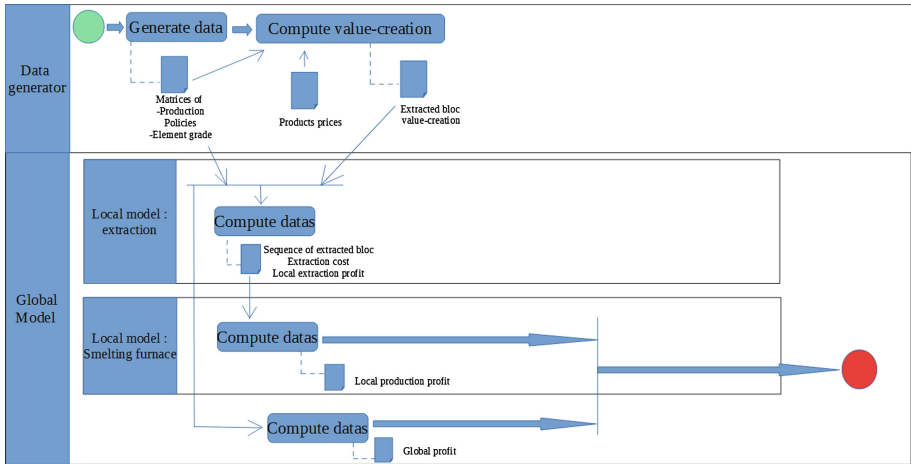 Data
generator
Generate data
Compute value-creation
Matrices of
-Production
Policies
-Element grade
Products prices
Extracted bloc
value-creation
Global
Model
Local model :
extraction
Compute datas
Sequence of extracted bloc
Extraction cost
Local extraction profit
Local model :
Smelting furnace
Compute datas
Local production profit
Compute datas
Global profit